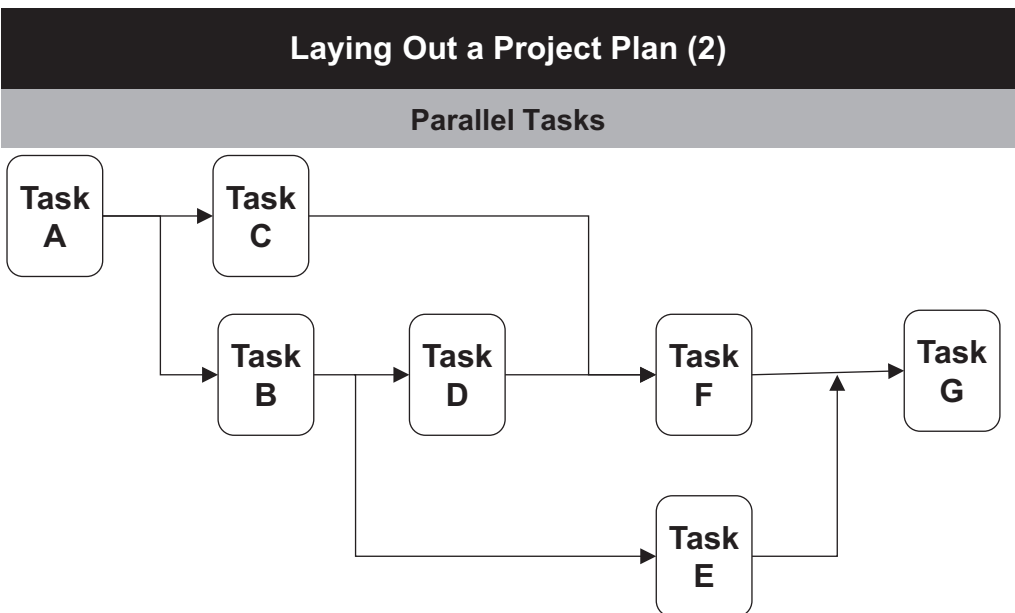 Laying Out a Project Plan (2)
Parallel Tasks
Task
A
Task
C
Task
B
Task
D
Task
F
Task
G
Task
E